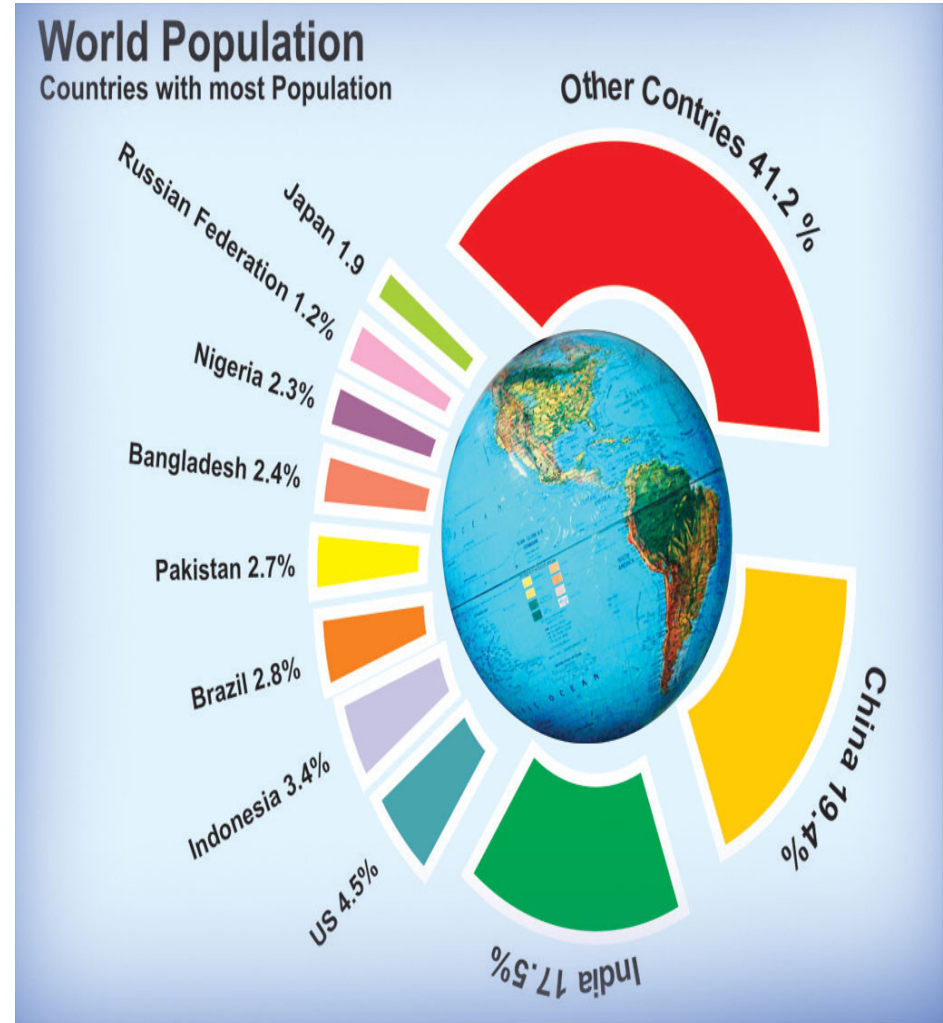 World Population
Countries with most Population
Other Contries 41.2 %
Japan 1.9
Russian Federation 1.2%
Nigeria 2.3%
Bangladesh 2.4%
Pakistan 2.7%
Brazil 2.8%
Indonesia 3.4%
US 4.5%
India 17.5%
China 19.4%
OCEAN